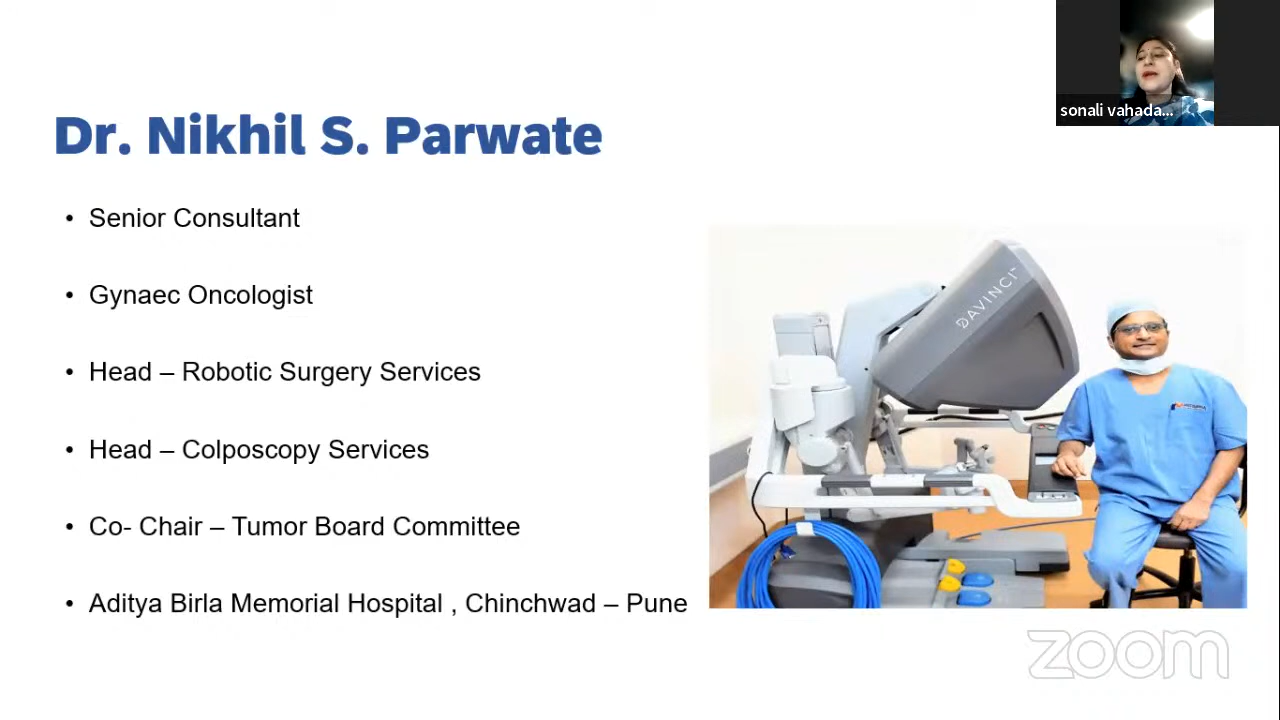 Dr. Nikhil S. Parwate
• Senior Consultant
• Gynaec Oncologist
• Head – Robotic Surgery Services
• Head – Colposcopy Services
• Co- Chair – Tumor Board Committee
• Aditya Birla Memorial Hospital , Chinchwad – Pune
sonali vahada...
DAVINCI™
zoom